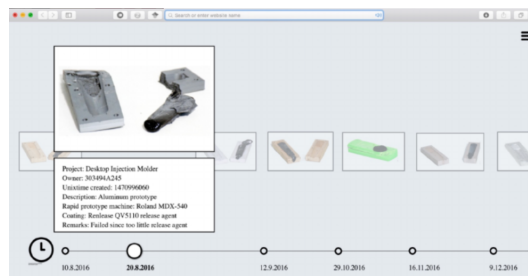 Search or enter website name
Project: Desktop Injection Molder
Owner: 303494A245
Unixtime created: 1470996060
Description: Aluminum prototype
Rapid prototype machine: Roland MDX-540
Coating: Renlease QV5110 release agent
Remarks: Failed since too little release agent
10.8.2016
20.8.2016
12.9.2016
29.10.2016
16.11.2016
9.12.2016